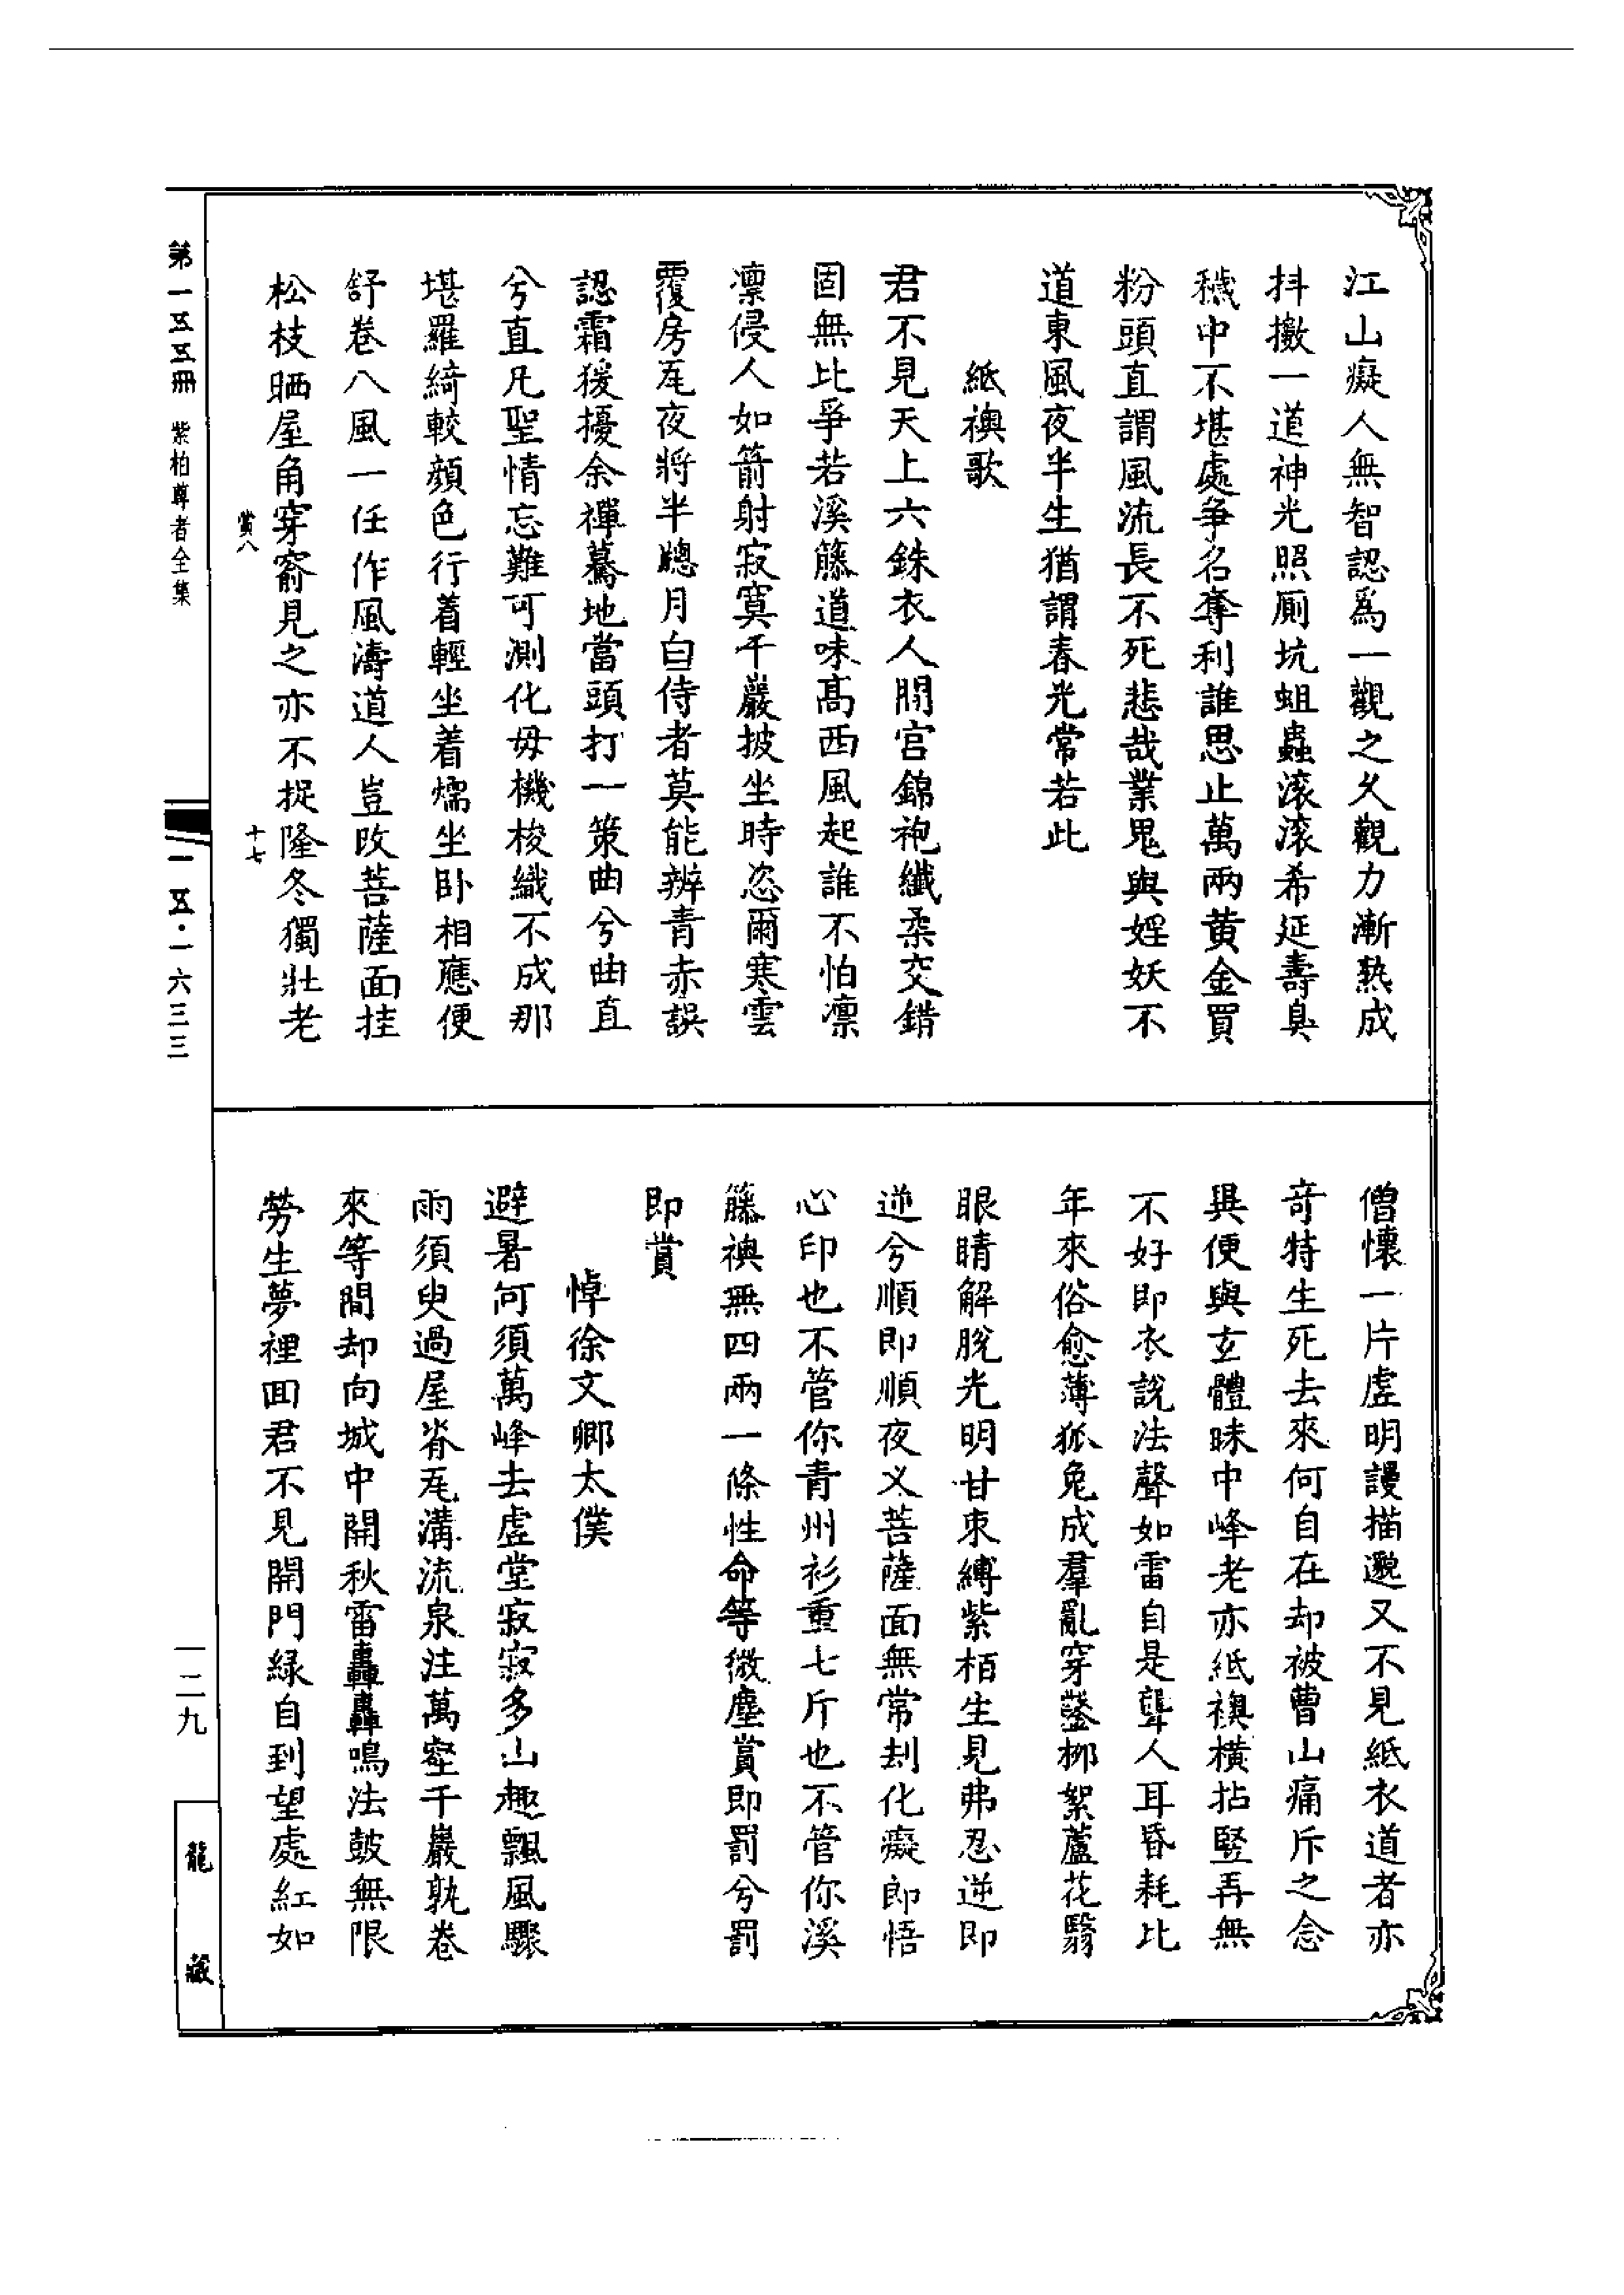 江山癡人無智認爲一觀之久觀力漸熟成
抖擻一道神光照厠坑蛆蟲滚滚希延壽臭
穢中不堪處爭名奪利誰思止萬兩黄金買
粉頭直謂風流長不死悲哉業鬼與婬妖不
道東風夜半生猶謂春光常若此
紙襖歌
君不見天上六銖衣人間宫錦袍纖柔交錯
固無比爭若溪籐道味髙西風起誰不怕凛
凛侵人如箭射寂寞千巖披坐時恣爾寒雲
覆房瓦夜將半牕月白侍者莫能辨青赤誤
認霜猨擾余禪驀地當頭打一策曲兮曲直
兮直凡聖情忘難可測化母機梭織不成那
堪羅綺較顔色行着輕坐着煖坐卧相應便
舒卷八風一任作風濤道人豈改菩薩面挂
松枝晒屋角穿窬見之亦不捉隆冬獨壯老
僧懷一片虚明謾描邈又不見紙衣道者亦
竒特生死去來何自在却被曹山痛斥之念
異便與玄體昧中峰老亦紙襖橫拈竪弄無
不好即衣說法聲如雷自是聾人耳昏耗比
年來俗愈薄狐兔成羣亂穿鑿栁絮蘆花翳
眼睛解脫光明甘束縛紫栢生見弗忍逆即
逆兮順即順夜义菩薩面無常刦化癡即悟
心印也不管你青州衫重七斤也不管你溪
籐襖無四兩一條性命等微塵賞即罰兮罰
即賞
悼徐文卿太僕
避暑何須萬峰去虚堂寂寂多山趣飄風驟
雨須臾過屋脊瓦溝流泉注萬壑千巖孰卷
來等閒却向城中開秋雷轟轟鳴法鼓無限
勞生夢裡回君不見開門緑自到望處紅如
第一五五冊 紫柏尊者全集
賞八
十七
一五五·一六三三
一二九
龍藏